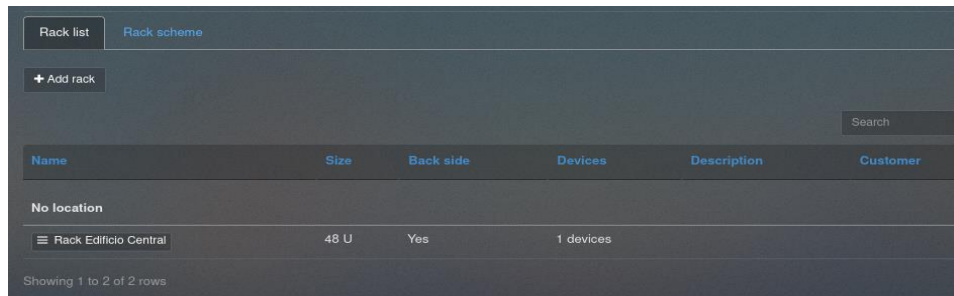 Rack list Rack scheme
+ Add rack
Search
Name Size Back side Devices Description Customer
No location
Rack Edificio Central 48 U Yes 1 devices
Showing 1 to 2 of 2 rows